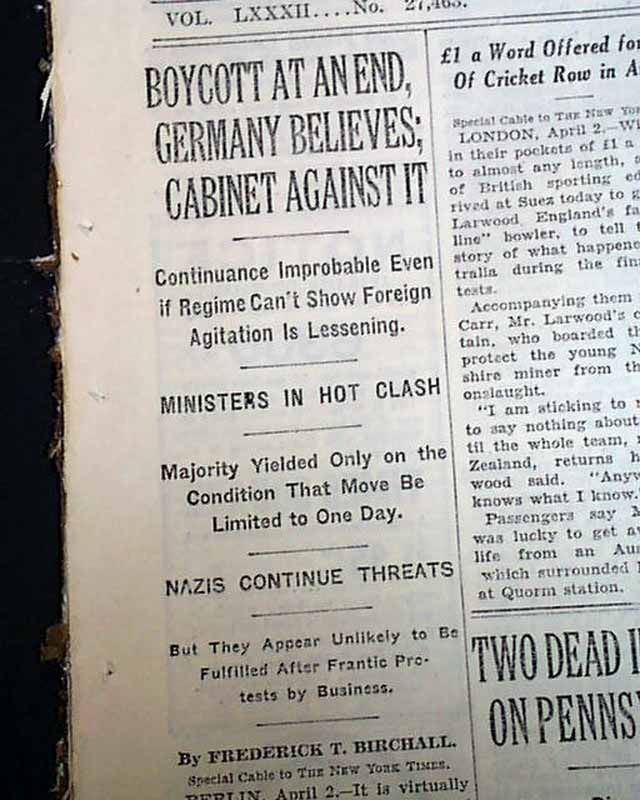 VOL. LXXXII....No. 27,463.
BOYCOTT AT AN END,
GERMANY BELIEVES;
CABINET AGAINST IT
Continuance Improbable Even
if Regime Can't Show Foreign
Agitation Is Lessening.
MINISTERS IN HOT CLASH
Majority Yielded Only on the
Condition That Move Be
Limited to One Day.
NAZIS CONTINUE THREATS
But They Appear Unlikely to Be
Fulfilled After Frantic Pro-
tests by Business.
By FREDERICK T. BIRCHALL.
Special Cable to THE NEW YORK TIMES.
BERLIN, April 2.—It is virtually
£1 a Word Offered for
Of Cricket Row in A
Special Cable to THE NEW YOR
LONDON, April 2.—Wi
in their pockets of £1 a
to almost any length, a
of British sporting ed
rived at Suez today to g
Larwood, England's fa
line" bowler, to tell t
story of what happene
tralia during the fin
tests.
Accompanying them
Carr, Mr. Larwood's c
tain, who boarded th
protect the young N
shire miner from th
onslaught.
"I am sticking to
to say nothing about
til the whole team,
Zealand, returns h
wood said. "Anyw
knows what I know."
Passengers say M
was lucky to get av
life from an Aus
which surrounded
at Quorm station.
TWO DEAD I
ON PENNSY